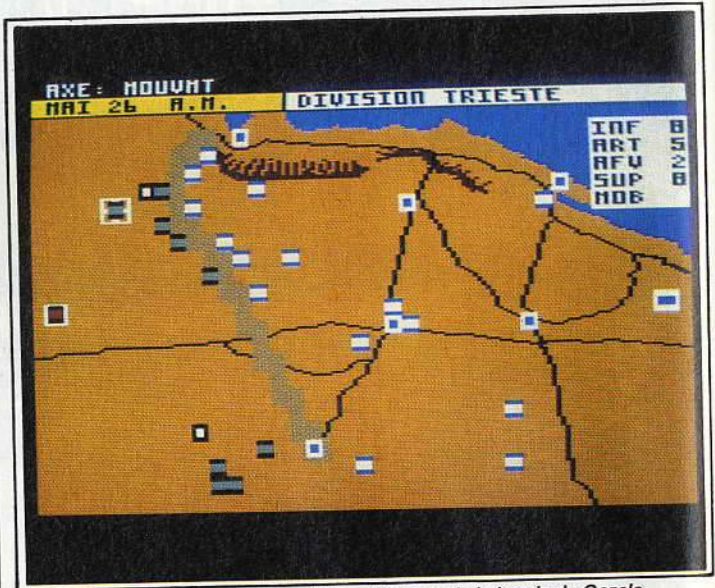 AXE: MOUVMT
MAI 26 A.M.
DIVISION TRIESTE
INF 8
ART 5
AFV 2
SUP 8
MOB